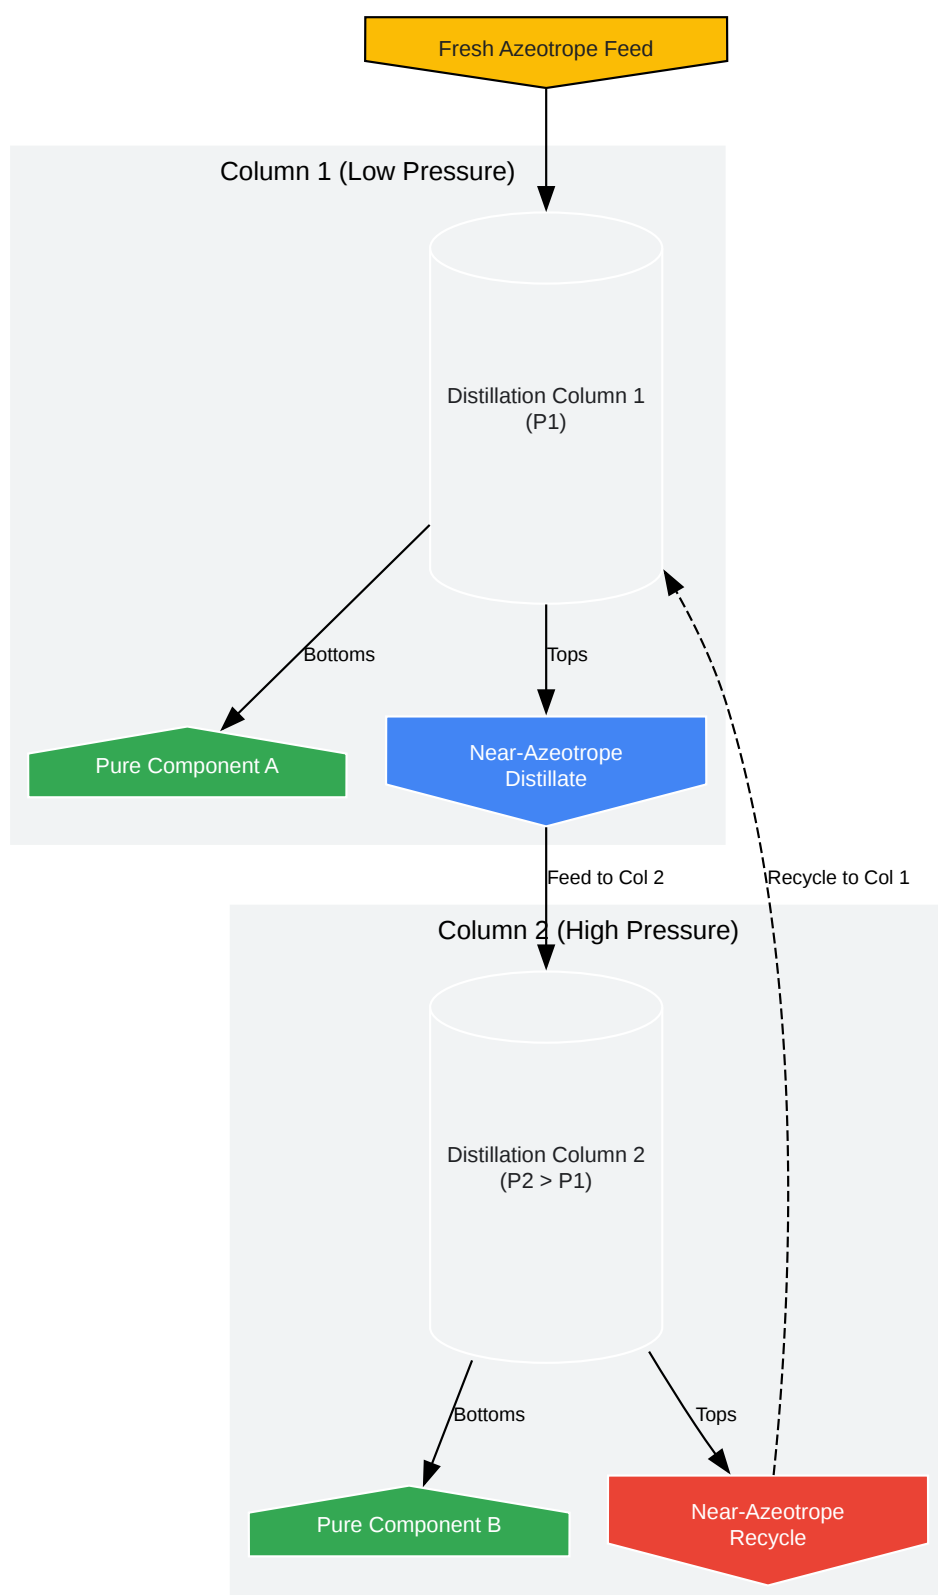 Fresh Azeotrope Feed
Column 1 (Low Pressure)
Distillation Column 1
(P1)
Bottoms
Tops
Pure Component A
Near-Azeotrope
Distillate
Feed to Col 2
Recycle to Col 1
Column 2 (High Pressure)
Distillation Column 2
(P2 > P1)
Bottoms
Tops
Pure Component B
Near-Azeotrope
Recycle